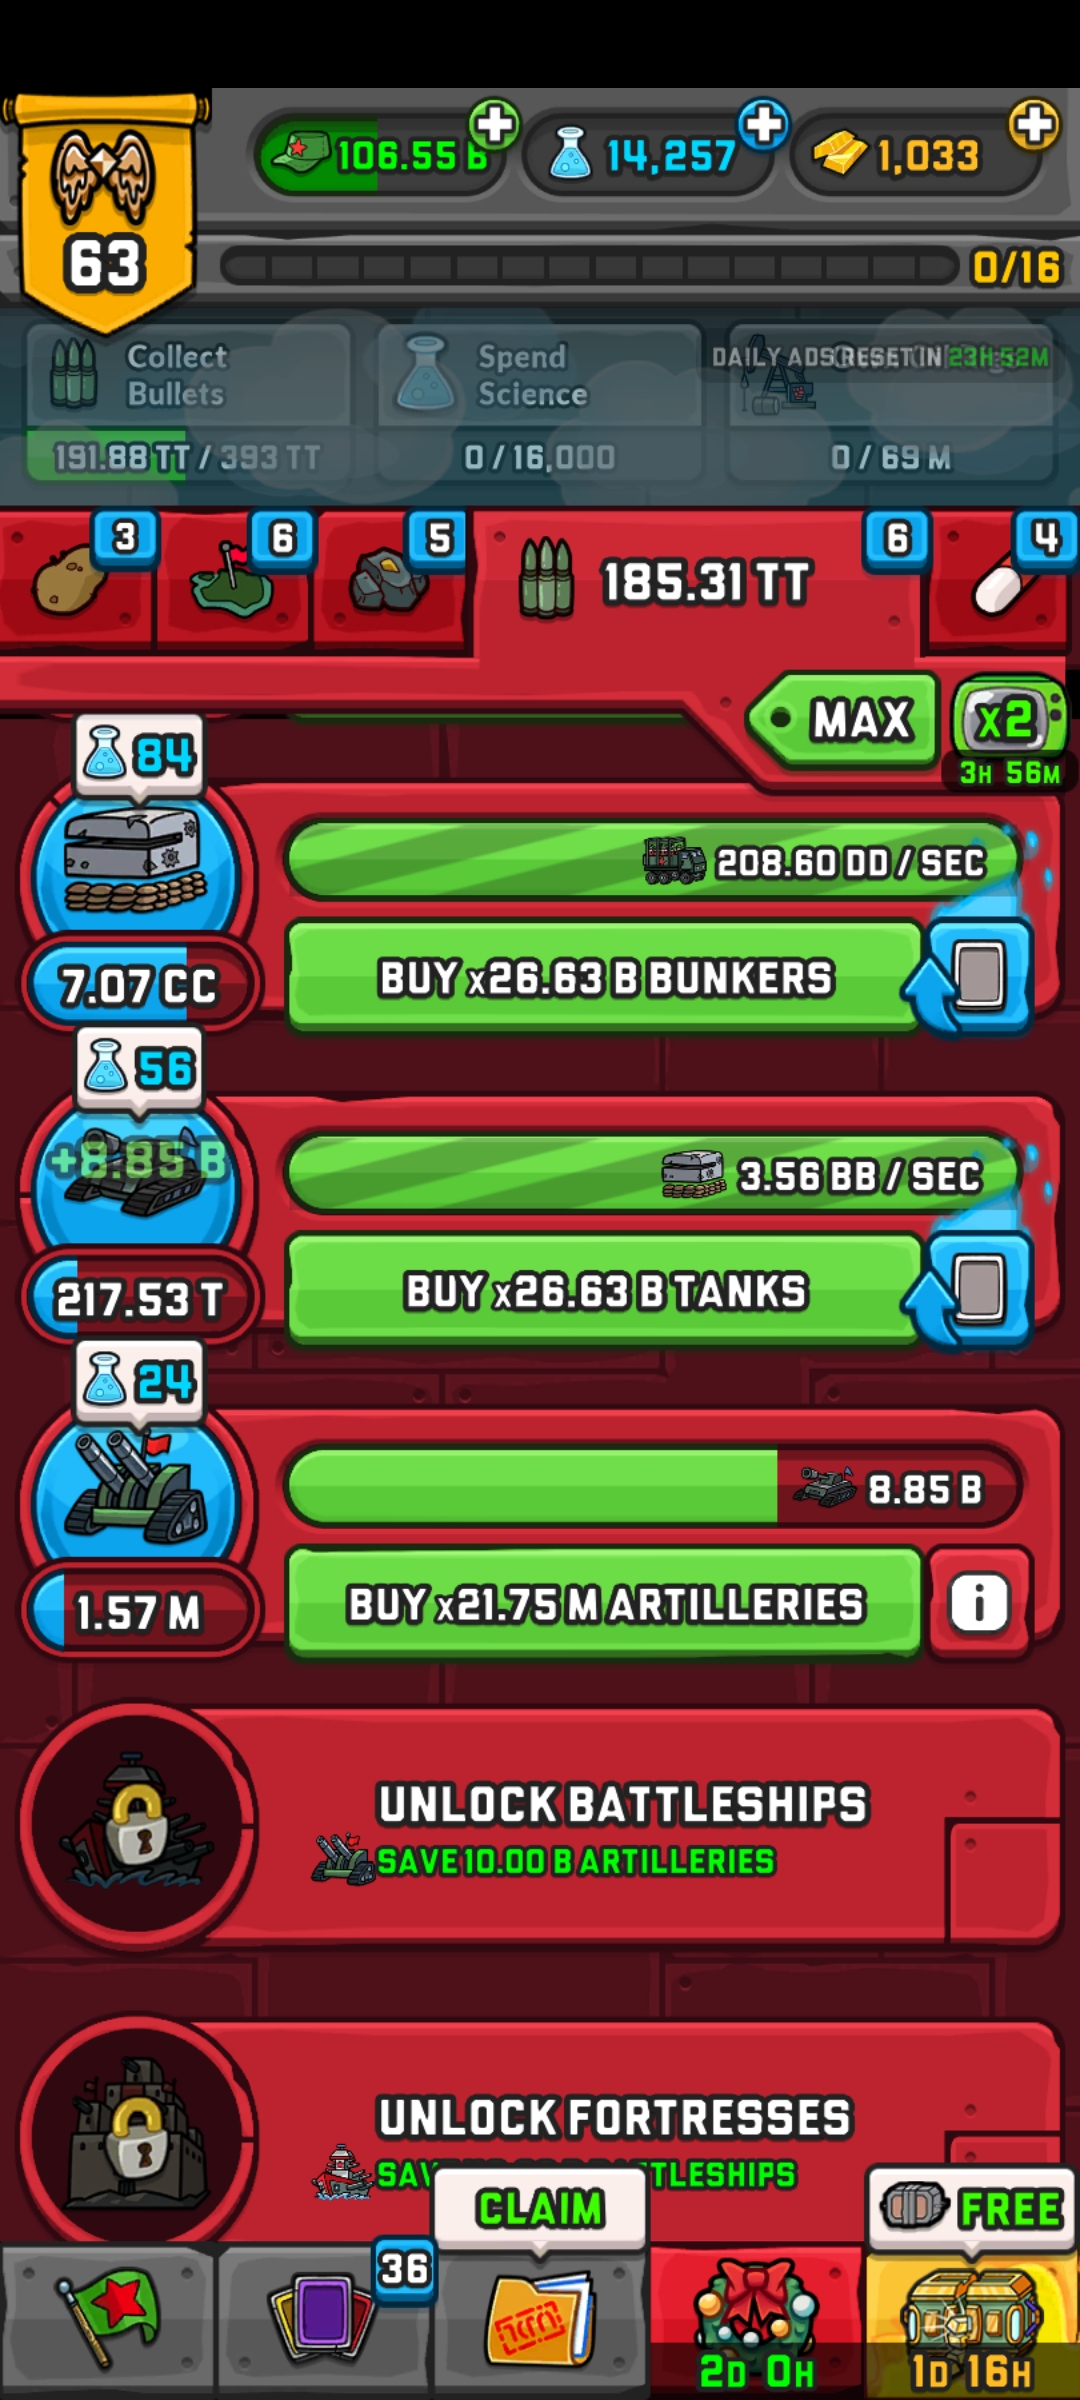 106.55 B
14,257
1,033
63
0/16
Collect
Bullets
Spend
Science
DAILY ADS RESET IN 23H 52M
191.88 TT / 393 TT
0 / 16,000
0 / 69 M
3
6
5
185.31 TT
6
4
MAX
x2
3H 56M
84
208.60 DD / SEC
7.07 CC
BUY x26.63 B BUNKERS
56
+8.85 B
3.56 BB / SEC
217.53 T
BUY x26.63 B TANKS
24
8.85 B
1.57 M
BUY x21.75 M ARTILLERIES
i
UNLOCK BATTLESHIPS
SAVE 10.00 B ARTILLERIES
UNLOCK FORTRESSES
CLAIM
FREE
36
2D 0H
1D 16H